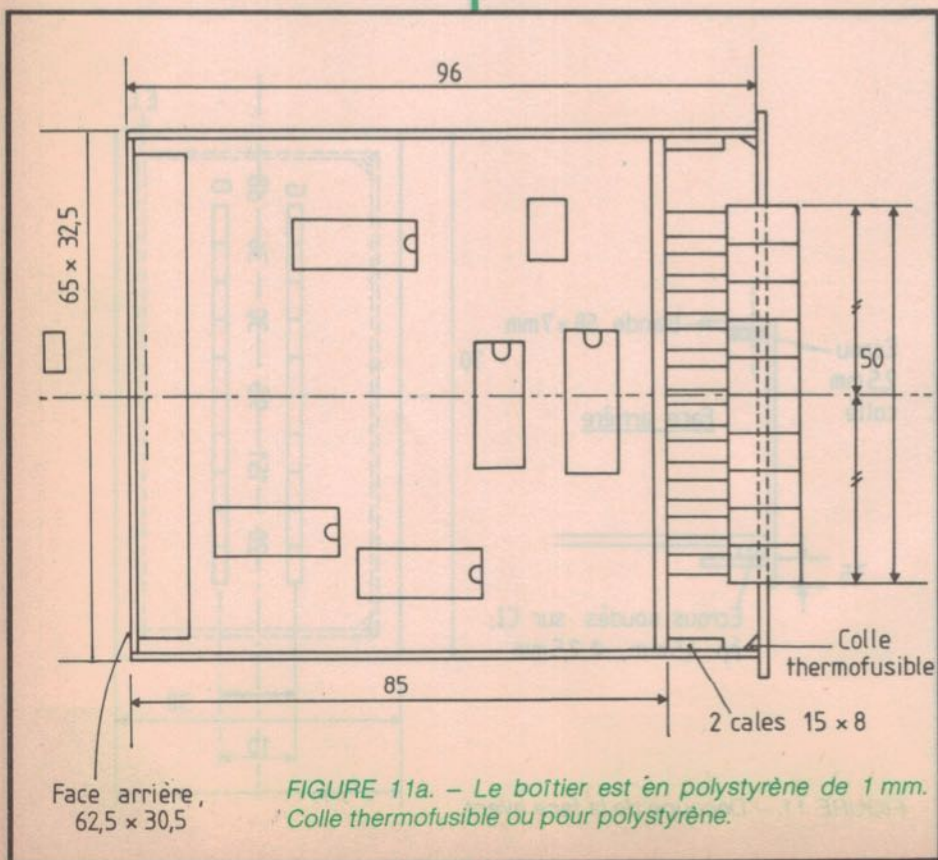 96
65 × 32,5
50
Colle
thermofusible
85
2 cales 15 × 8
Face arrière,
62,5 × 30,5
FIGURE 11a. – Le boîtier est en polystyrène de 1 mm.
Colle thermofusible ou pour polystyrène.